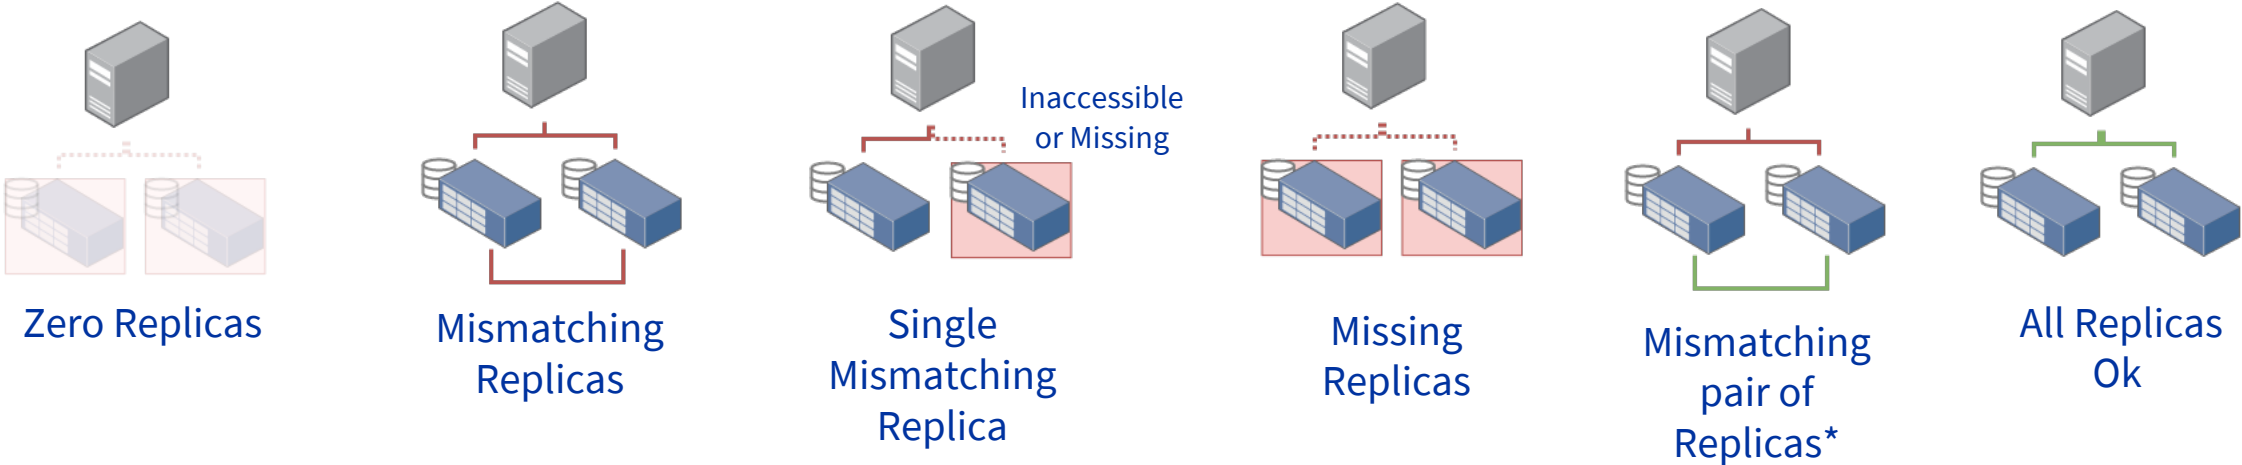 Zero Replicas
Mismatching
Replicas
Inaccessible
or Missing
Single
Mismatching
Replica
Missing
Replicas
Mismatching
pair of
Replicas*
All Replicas
Ok